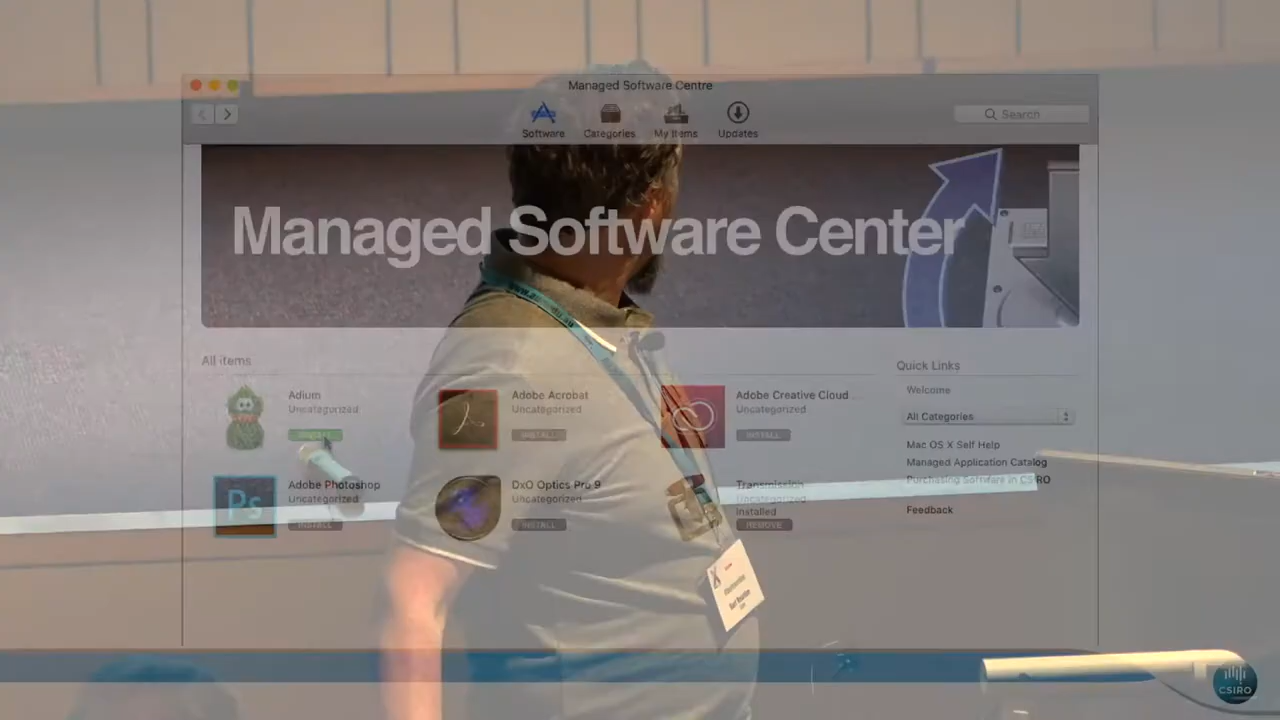 Managed Software Centre
Search
Software
Categories
My Items
Updates
Managed Software Center
All items
Quick Links
Adium
Uncategorized
INSTALL
Adobe Acrobat
Uncategorized
INSTALL
Adobe Creative Cloud
Uncategorized
INSTALL
Welcome
All Categories
Mac OS X Self Help
Managed Application Catalog
Purchasing Software in CSIRO
Feedback
Adobe Photoshop
Uncategorized
INSTALL
DxO Optics Pro 9
Uncategorized
INSTALL
Transmission
Uncategorized
Installed
REMOVE
X
CSIRO